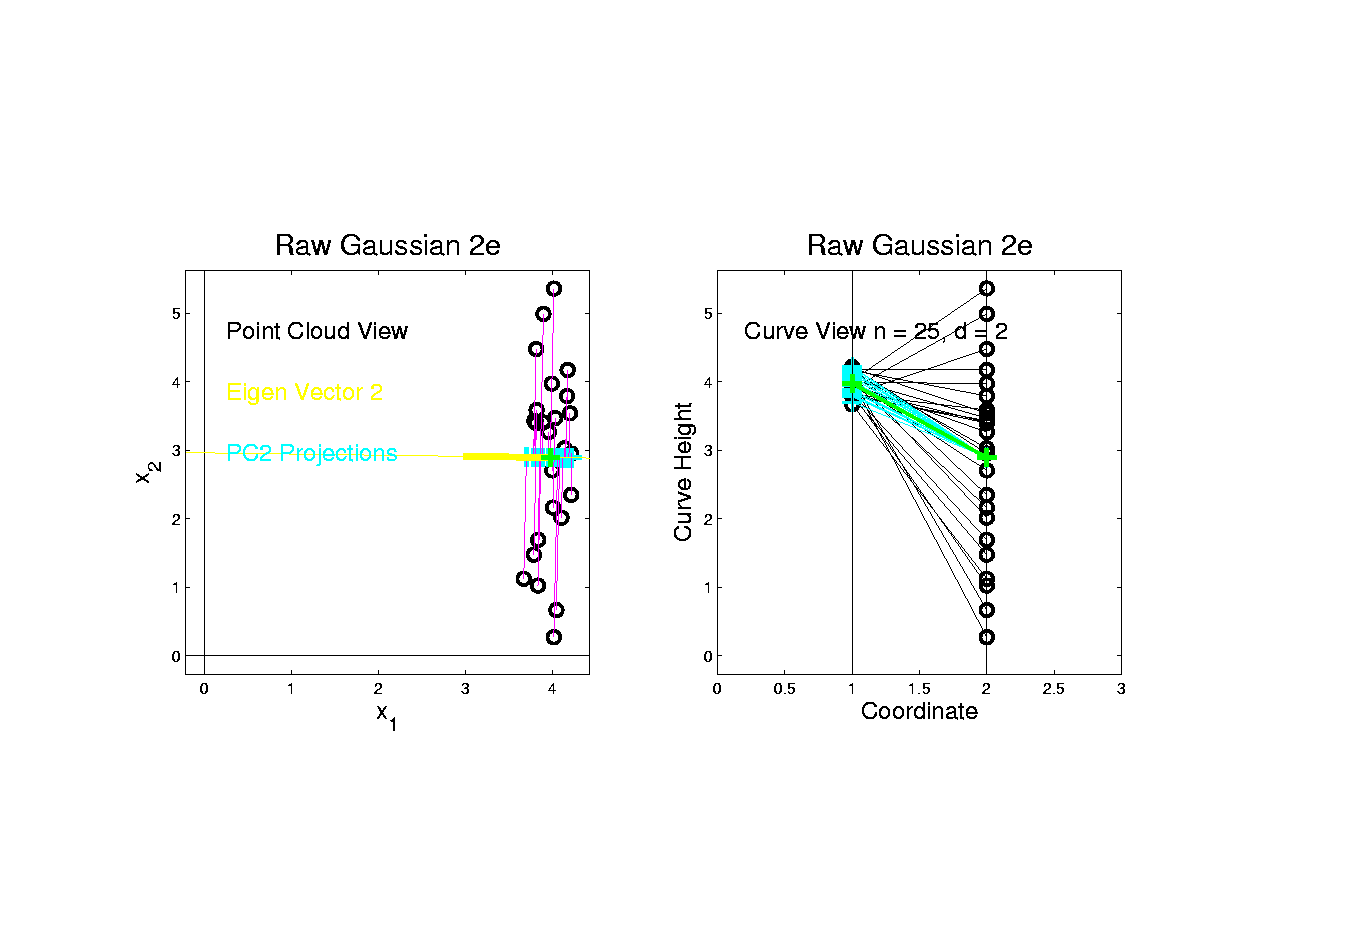 Raw Gaussian 2e
Point Cloud View
Eigen Vector 2
PC2 Projections
5
4
3
2
1
0
x2
0 1 2 3 4
x1
Raw Gaussian 2e
Curve View n = 25, d = 2
5
4
3
2
1
0
Curve Height
0 0.5 1 1.5 2 2.5 3
Coordinate